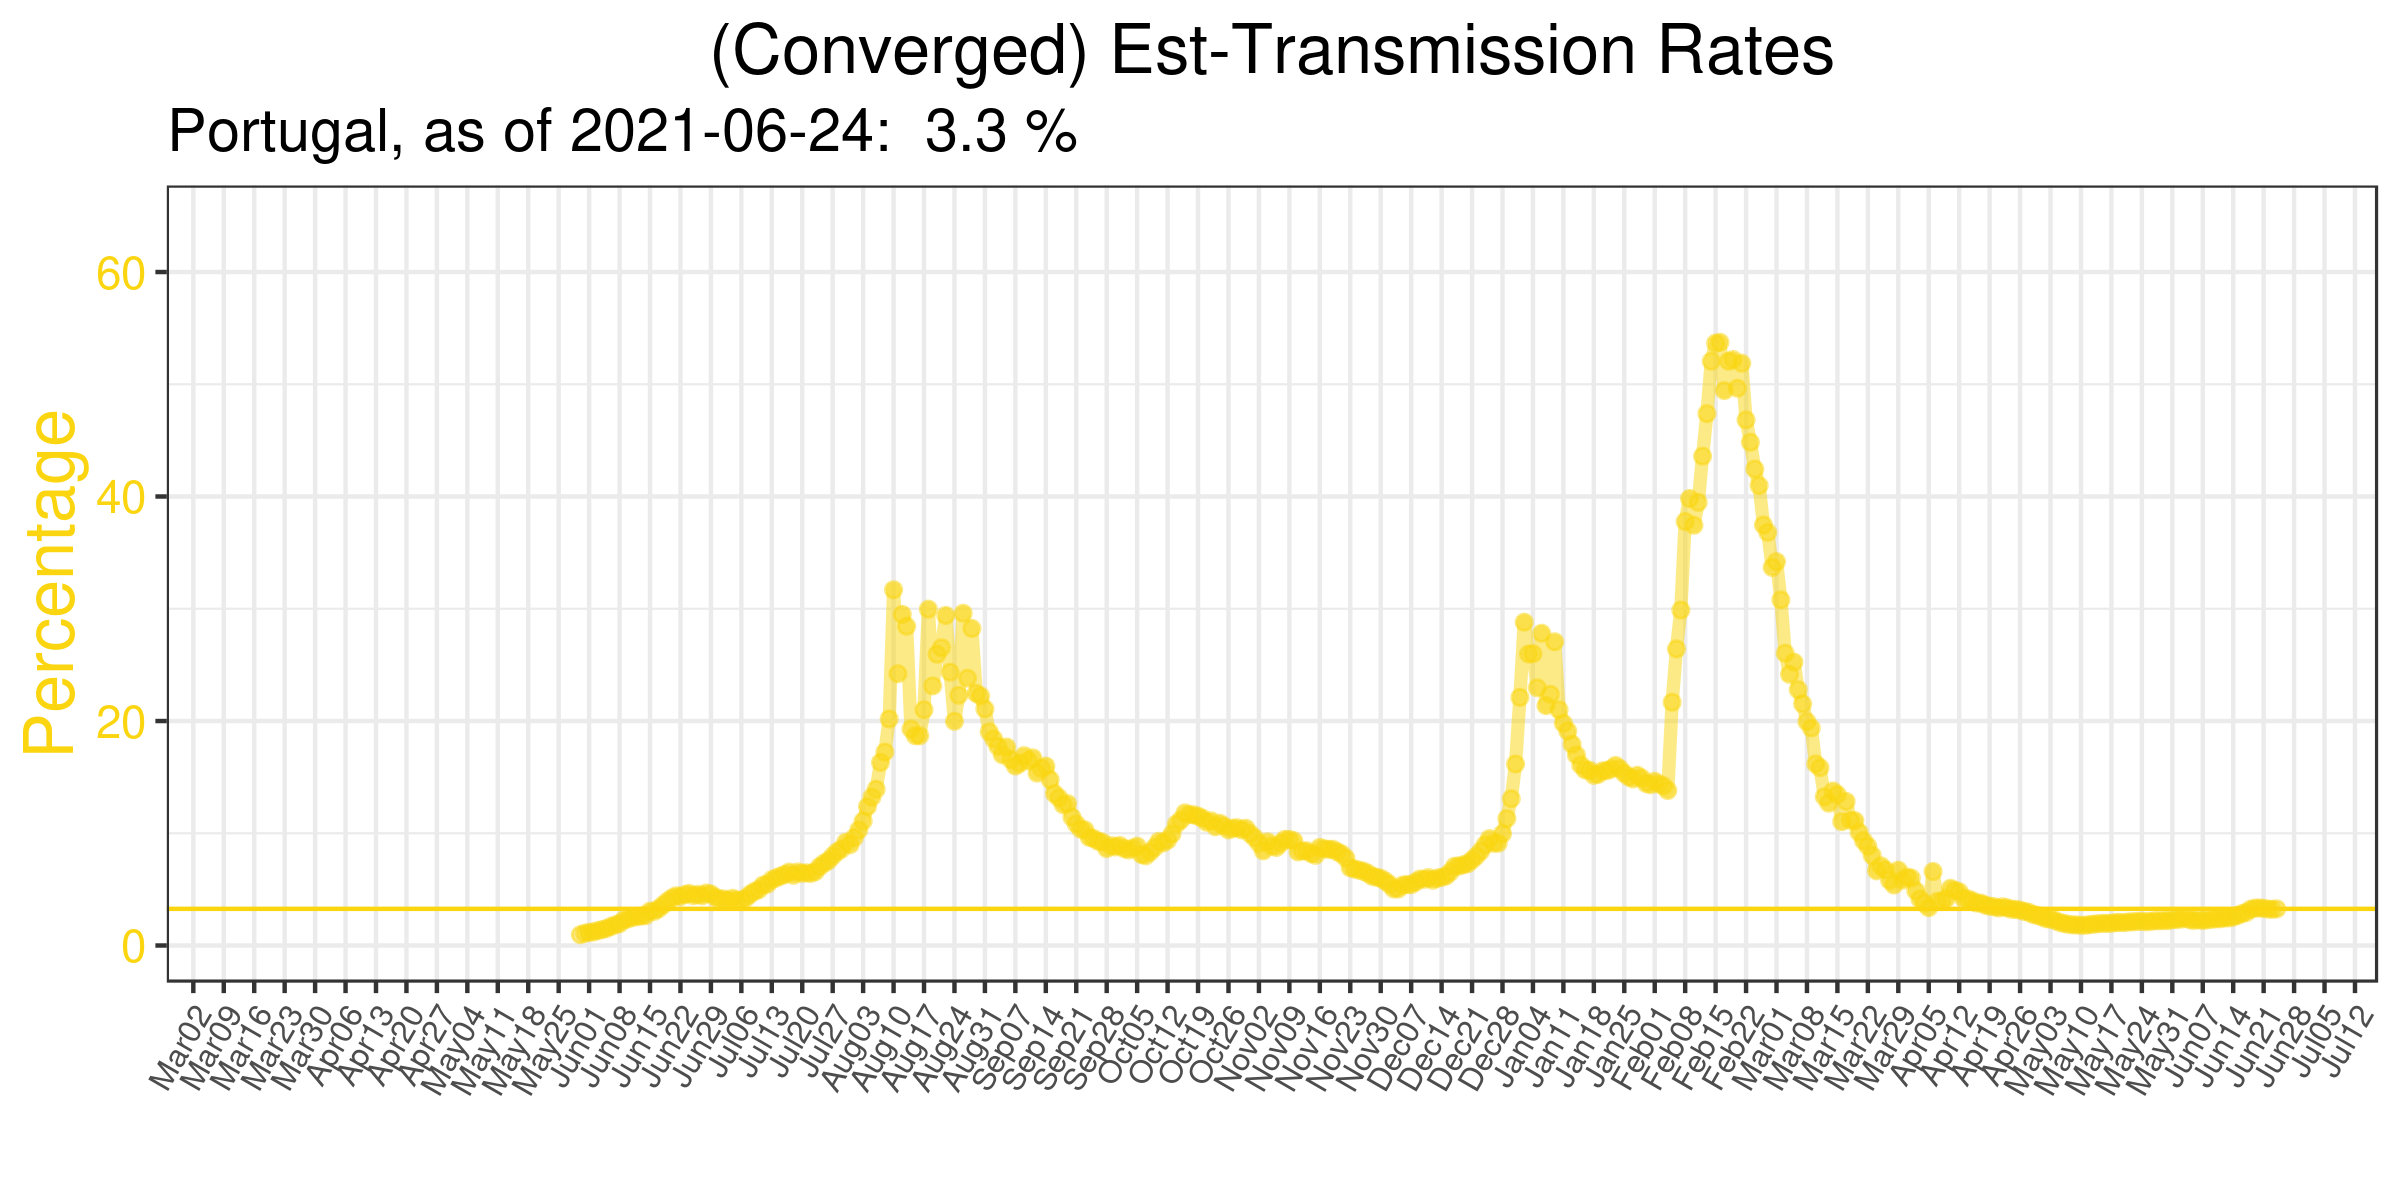 (Converged) Est-Transmission Rates
Portugal, as of 2021-06-24:  3.3 %
Percentage
60
40
20
0
Mar02
Mar09
Mar16
Mar23
Mar30
Apr06
Apr13
Apr20
Apr27
May04
May11
May18
May25
Jun01
Jun08
Jun15
Jun22
Jun29
Jul06
Jul13
Jul20
Jul27
Aug03
Aug10
Aug17
Aug24
Aug31
Sep07
Sep14
Sep21
Sep28
Oct05
Oct12
Oct19
Oct26
Nov02
Nov09
Nov16
Nov23
Nov30
Dec07
Dec14
Dec21
Dec28
Jan04
Jan11
Jan18
Jan25
Feb01
Feb08
Feb15
Feb22
Mar01
Mar08
Mar15
Mar22
Mar29
Apr05
Apr12
Apr19
Apr26
May03
May10
May17
May24
May31
Jun07
Jun14
Jun21
Jun28
Jul05
Jul12